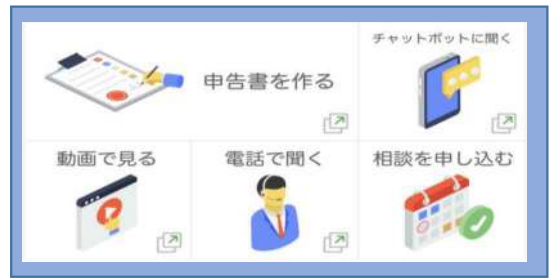 申告書を作る
チャットボットに聞く
動画で見る
電話で聞く
相談を申し込む